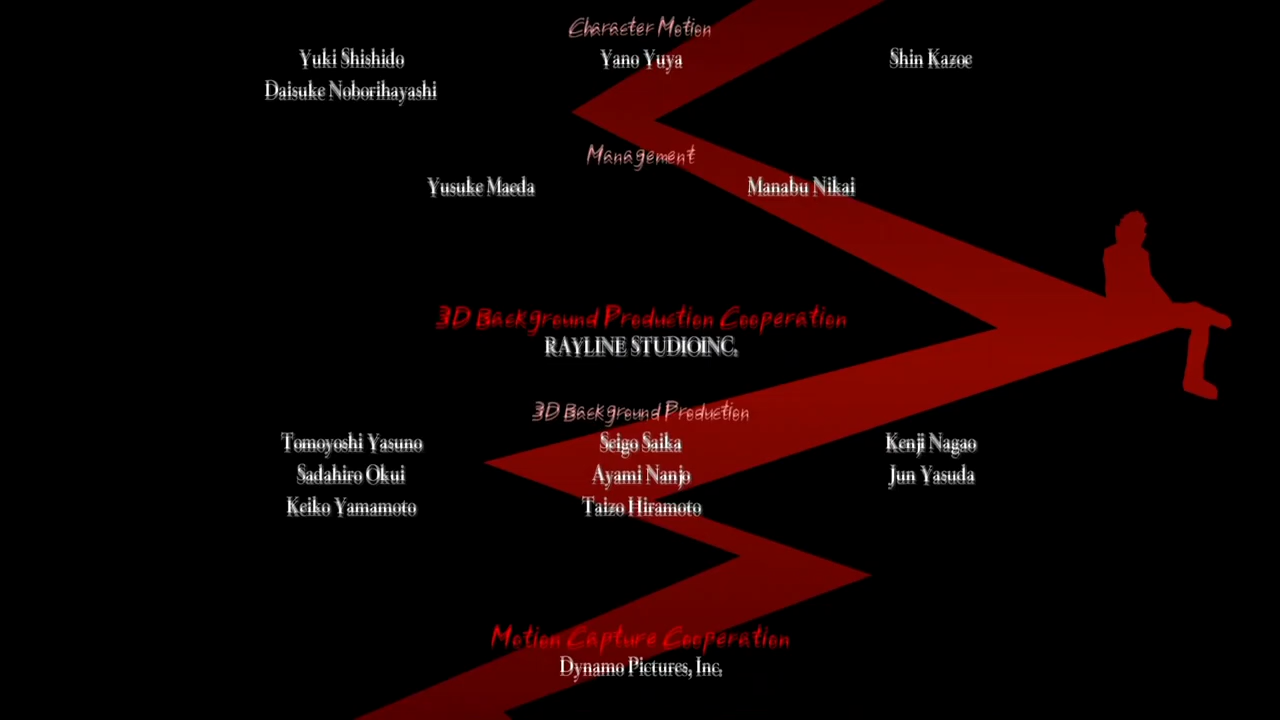 Character Motion
Yuki Shishido Yano Yuya Shin Kazoe
Daisuke Noborihayashi
Management
Yusuke Maeda Manabu Nikai
3D Background Production Cooperation
RAYLINE STUDIOINC.
3D Background Production
Tomoyoshi Yasuno Seigo Saika Kenji Nagao
Sadahiro Okui Ayami Nanjo Jun Yasuda
Keiko Yamamoto Taizo Hiramoto
Motion Capture Cooperation
Dynamo Pictures, Inc.